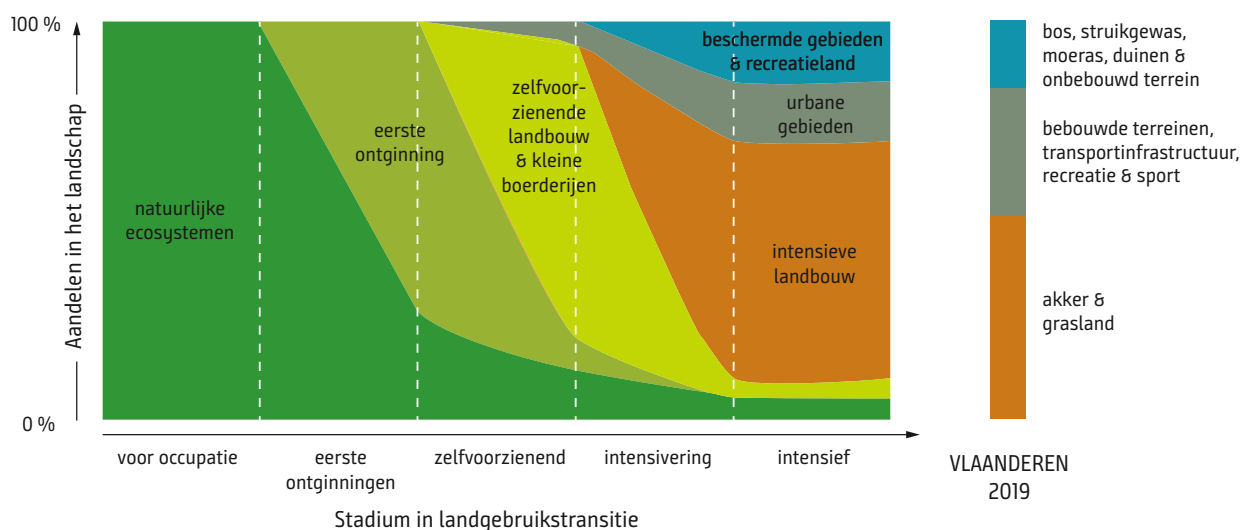 100 %
0 %
Aandelen in het landschap
natuurlijke
ecosystemen
eerste
ontginning
zelfvoor-
zienende
landbouw
& kleine
boerderijen
beschermde gebieden
& recreatieland
urbane
gebieden
intensieve
landbouw
voor occupatie
eerste
ontginningen
zelfvoorzienend
intensivering
intensief
Stadium in landgebruikstransitie
bos, struikgewas,
moeras, duinen &
onbebouwd terrein
bebouwde terreinen,
transportinfrastructuur,
recreatie & sport
akker &
grasland
VLAANDEREN
2019